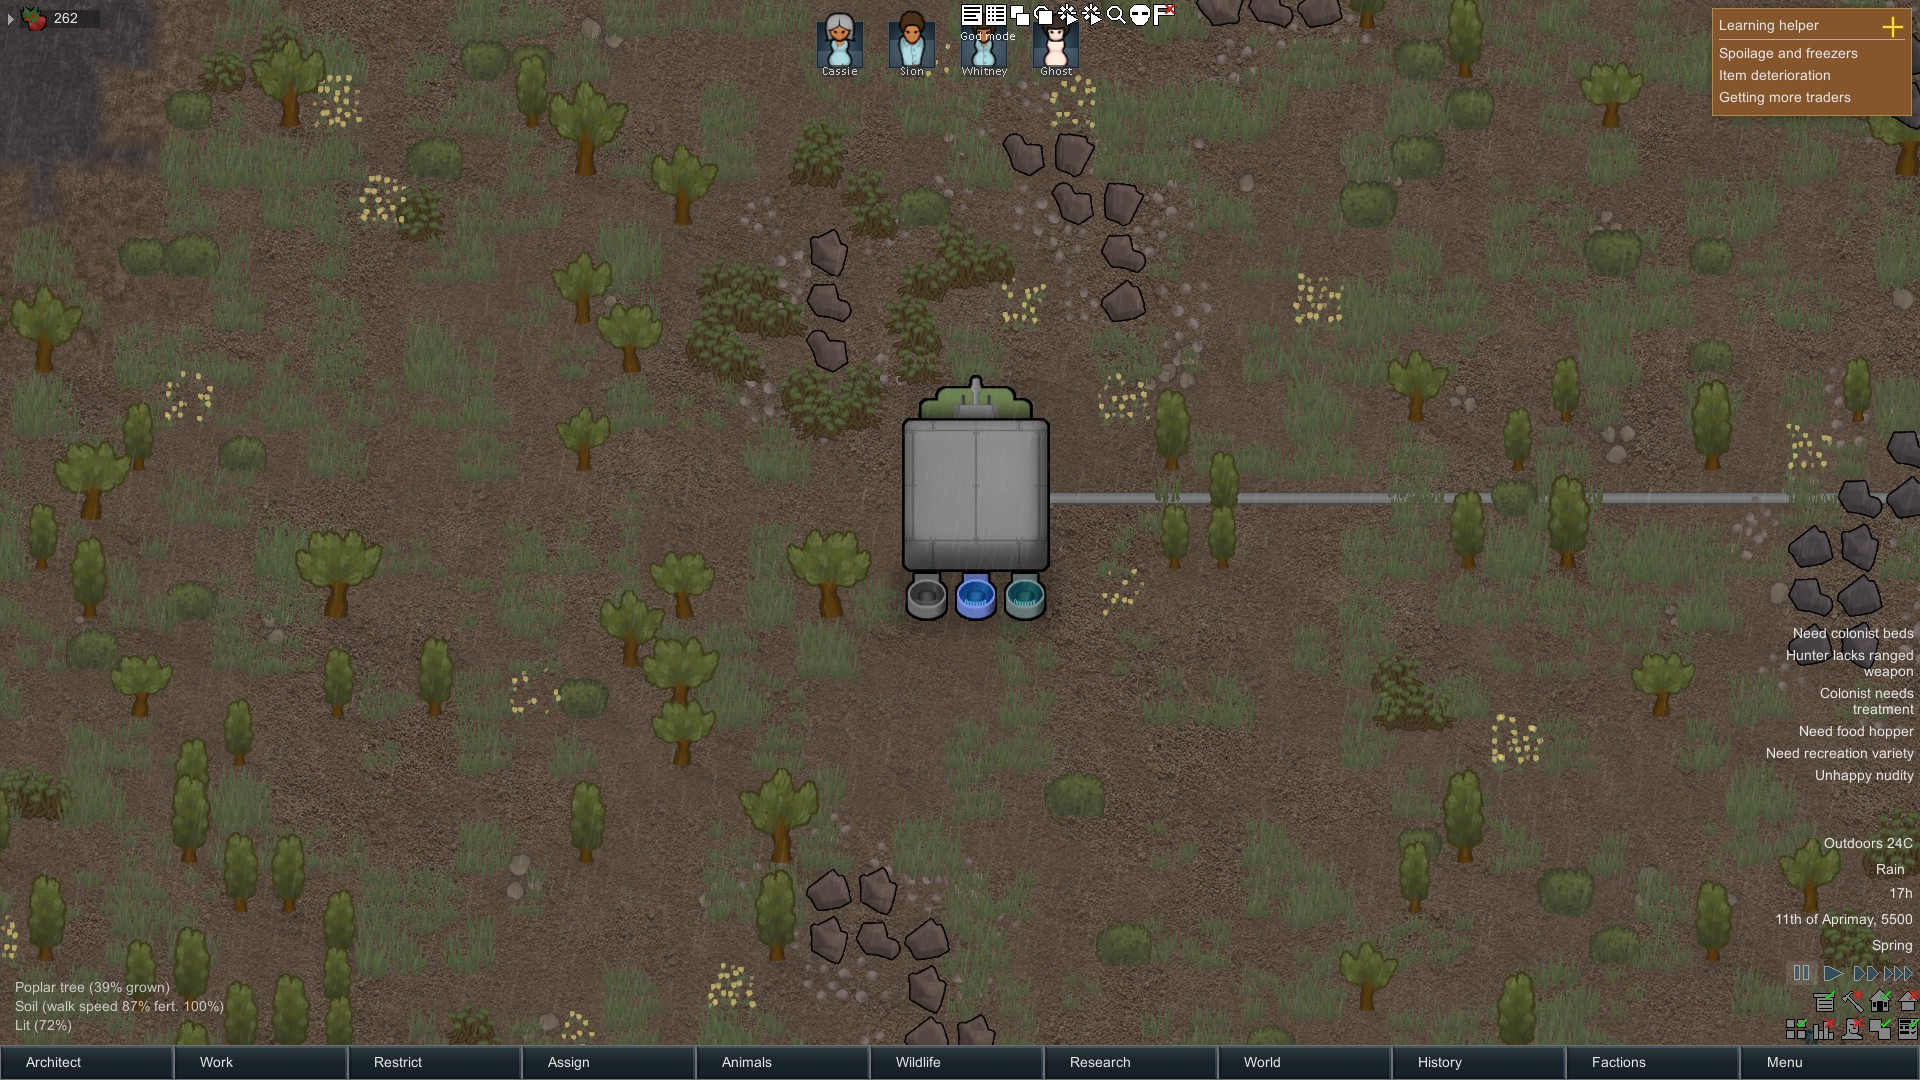 262
God mode
Cassie
Sion
Whitney
Ghost
Learning helper
Spoilage and freezers
Item deterioration
Getting more traders
Need colonist beds
Hunter lacks ranged
weapon
Colonist needs
treatment
Need food hopper
Need recreation variety
Unhappy nudity
Outdoors 24C
Rain
17h
11th of Aprimay, 5500
Spring
Poplar tree (39% grown)
Soil (walk speed 87% fert. 100%)
Lit (72%)
Architect
Work
Restrict
Assign
Animals
Wildlife
Research
World
History
Factions
Menu